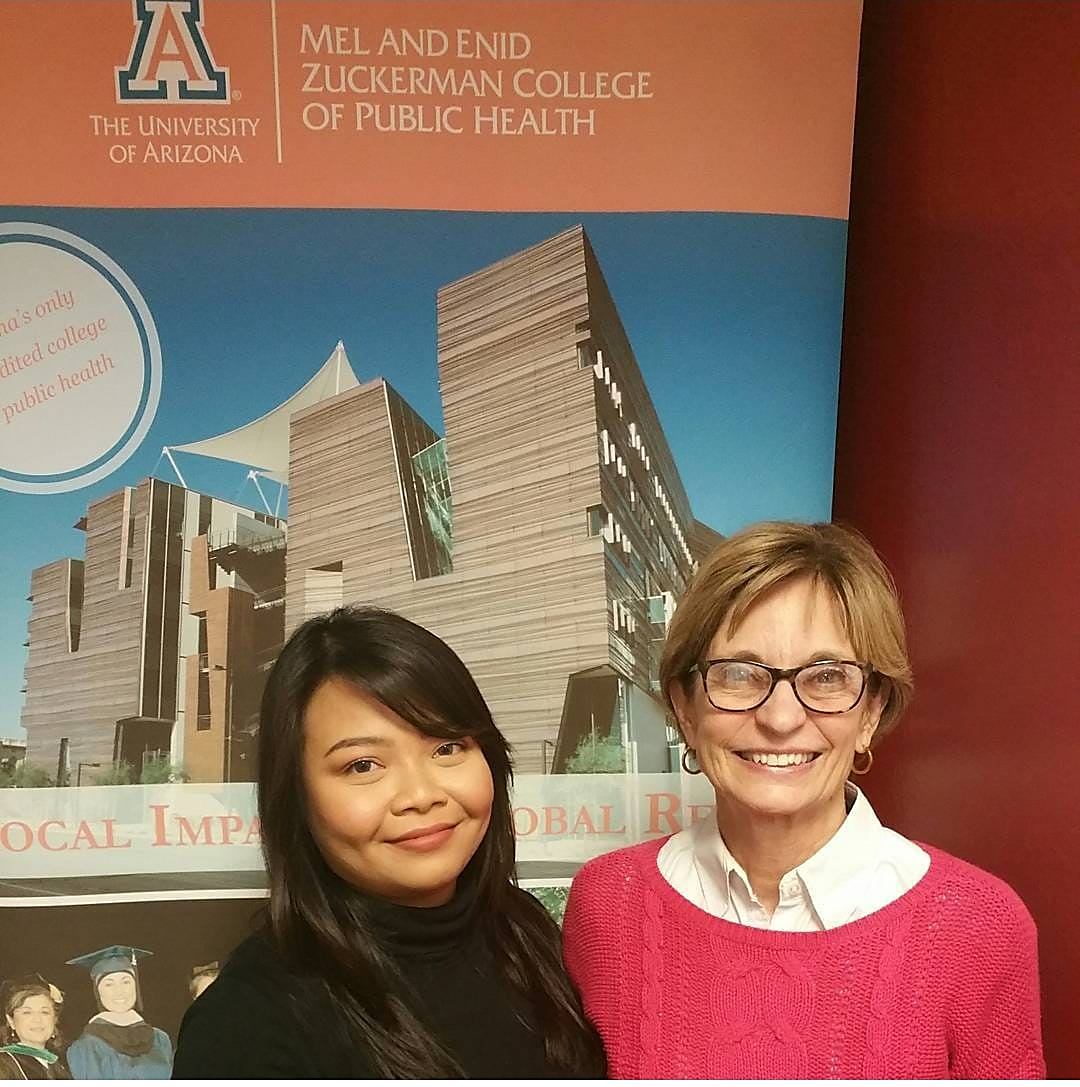 A
THE UNIVERSITY
OF ARIZONA
®
MEL AND ENID
ZUCKERMAN COLLEGE
OF PUBLIC HEALTH
na's only
dited college
public health
OCAL IMPA OBAL RE